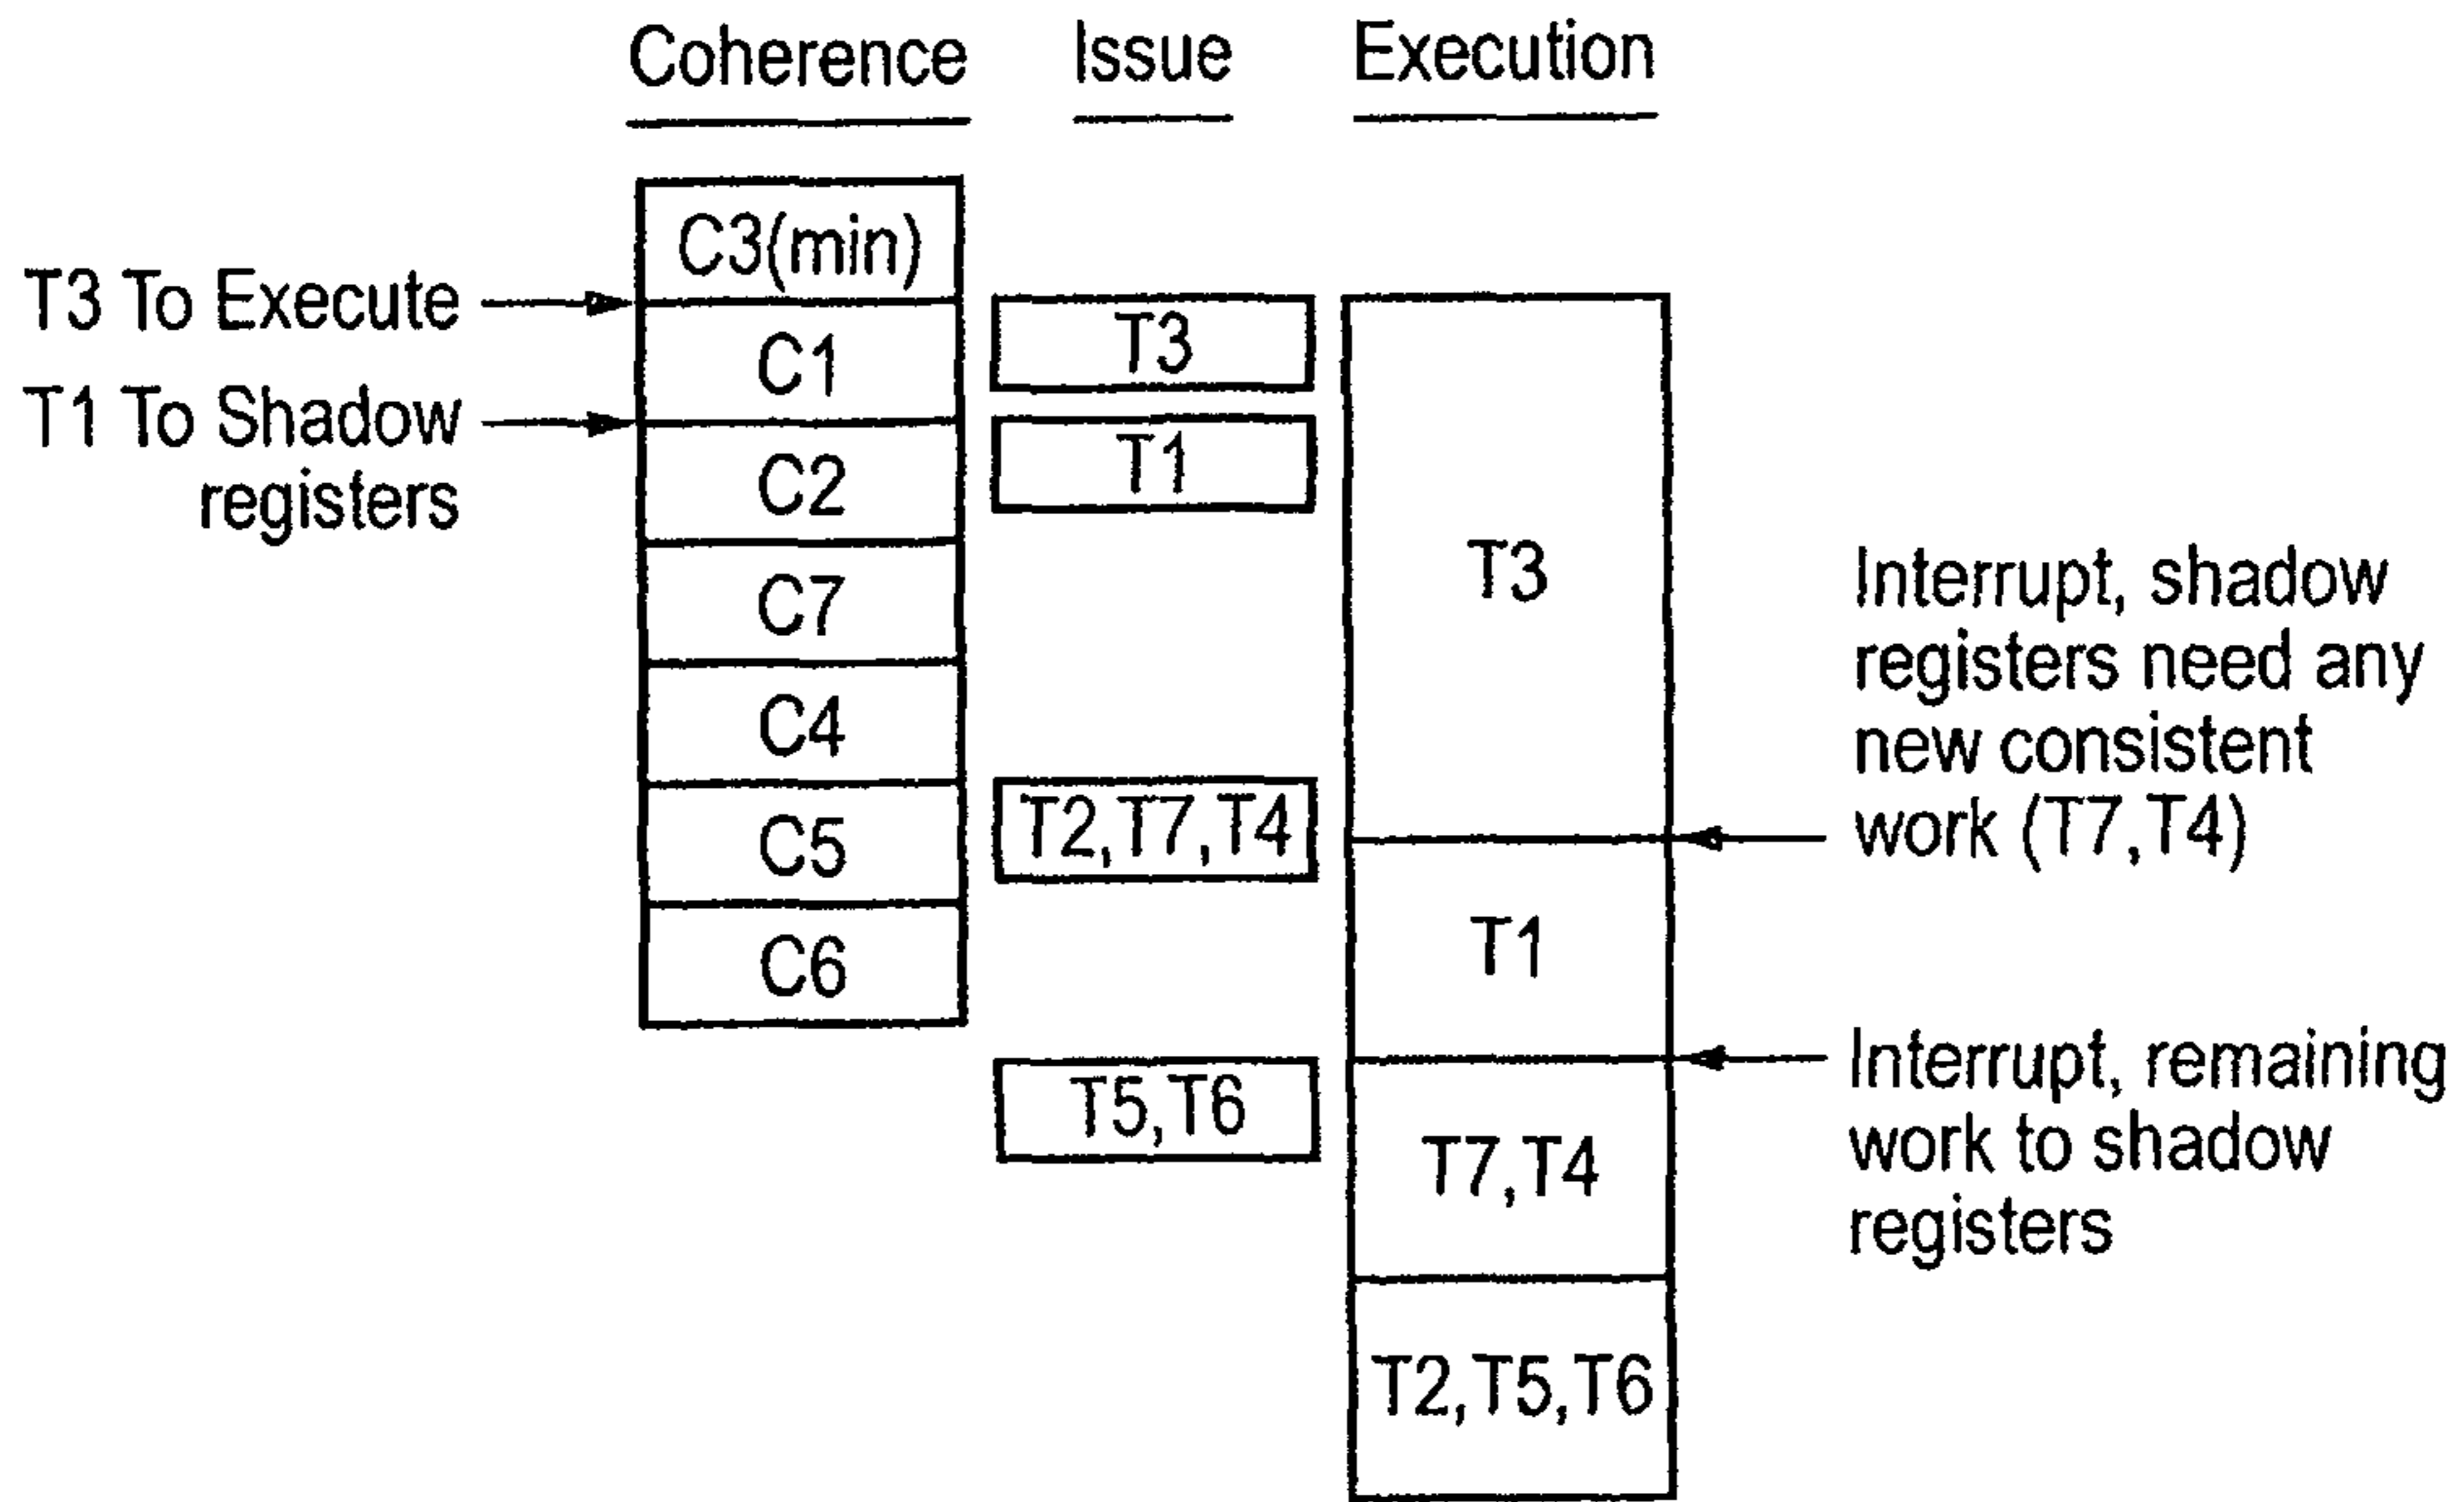 Coherence
Issue
Execution
C3(min)
T3 To Execute
C1
T3
T1 To Shadow
registers
C2
T1
C7
T3
Interrupt, shadow
registers need any
new consistent
work (T7,T4)
C4
C5
T2,T7,T4
C6
T1
Interrupt, remaining
work to shadow
registers
T5,T6
T7,T4
T2,T5,T6